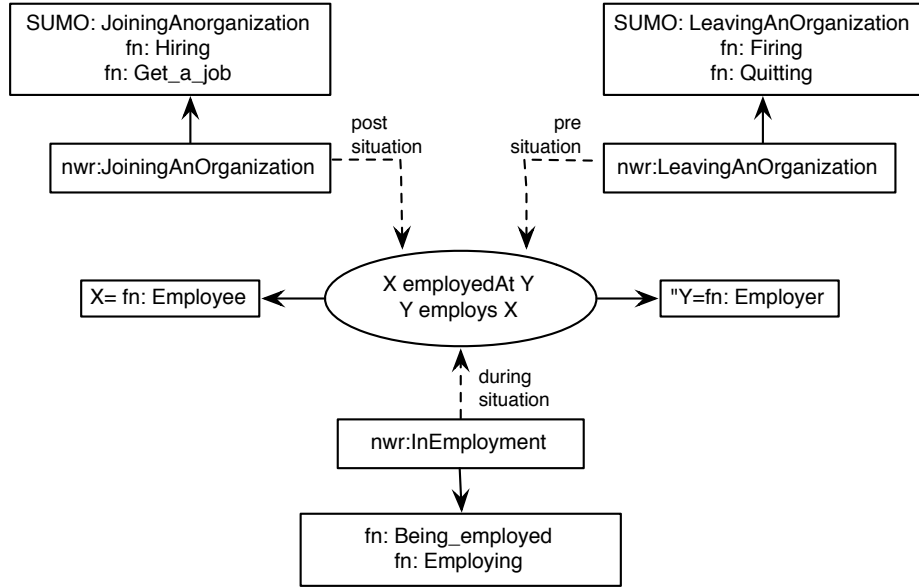 SUMO: JoiningAnorganization
fn: Hiring
fn: Get_a_job
SUMO: LeavingAnOrganization
fn: Firing
fn: Quitting
post
situation
pre
situation
nwr:JoiningAnOrganization
nwr:LeavingAnOrganization
X= fn: Employee
X employedAt Y
Y employs X
"Y=fn: Employer
during
situation
nwr:InEmployment
fn: Being_employed
fn: Employing